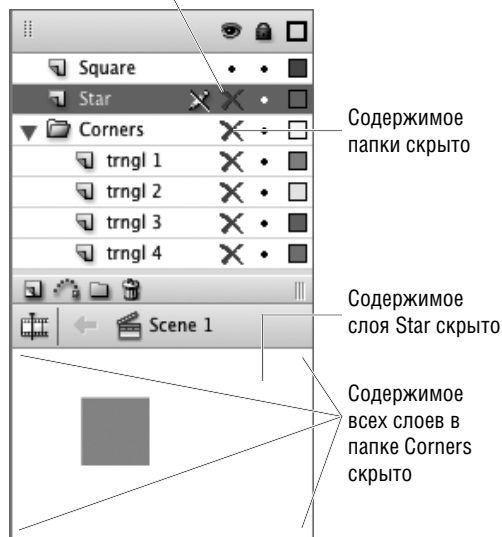 Square
Star
Corners
Содержимое
папки скрыто
trngl 1
trngl 2
trngl 3
trngl 4
Scene 1
Содержимое
слоя Star скрыто
Содержимое
всех слоев в
папке Corners
скрыто